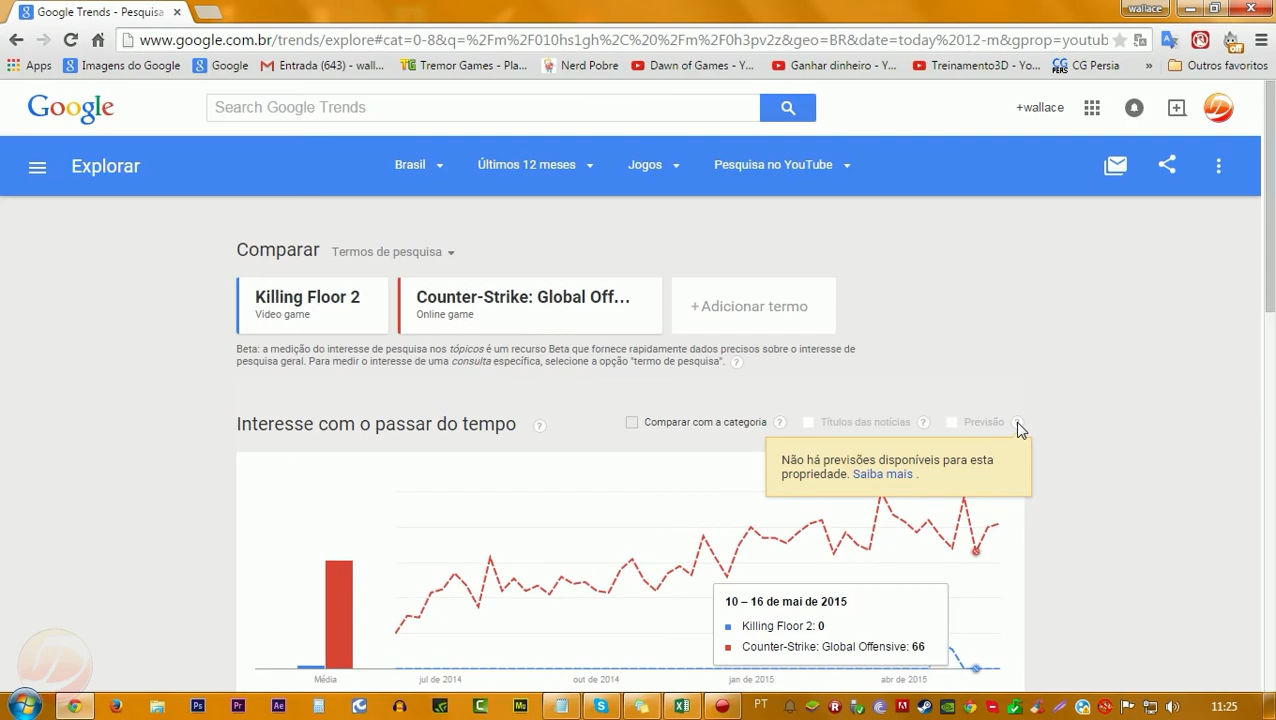 Google Trends - Pesquisa
wallace
www.google.com.br/trends/explore#cat=0-8&q=%2Fm%2F010hs1gh%2C%20%2Fm%2F0h3pv2z&geo=BR&date=today%2012-m&gprop=youtub
Apps
Imagens do Google
Google
Entrada (643) - wall...
Tremor Games - Pla...
Nerd Pobre
Dawn of Games - Y...
Ganhar dinheiro - Y...
Treinamento3D - Yo...
CG Persia
»
Outros favoritos
Google
Search Google Trends
+wallace
Explorar
Brasil
Últimos 12 meses
Jogos
Pesquisa no YouTube
Comparar
Termos de pesquisa
Killing Floor 2
Video game
Counter-Strike: Global Off...
Online game
+Adicionar termo
Beta: a medição do interesse de pesquisa nos tópicos é um recurso Beta que fornece rapidamente dados precisos sobre o interesse de
pesquisa geral. Para medir o interesse de uma consulta específica, selecione a opção "termo de pesquisa". ?
Interesse com o passar do tempo ?
Comparar com a categoria ?
Títulos das notícias ?
Previsão
Não há previsões disponíveis para esta
propriedade. Saiba mais .
10 – 16 de mai de 2015
Killing Floor 2: 0
Counter-Strike: Global Offensive: 66
Média
jul de 2014
out de 2014
jan de 2015
abr de 2015
PT
11:25